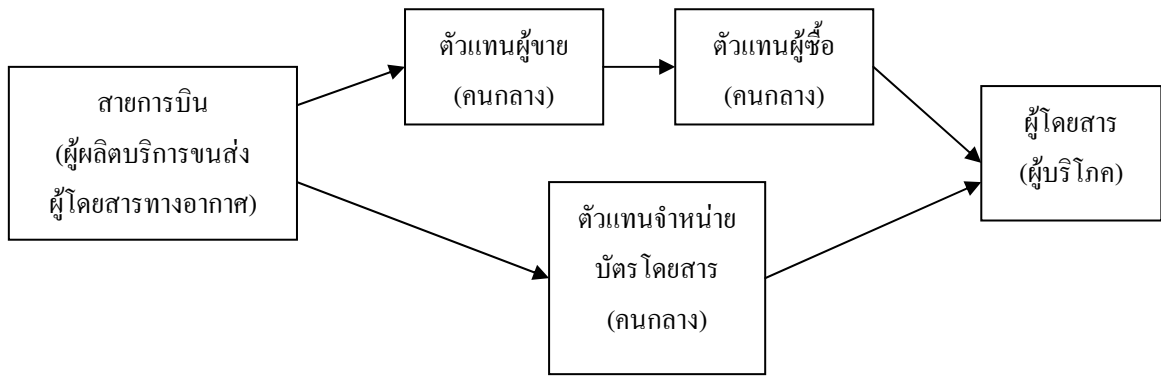 สายการบิน
(ผู้ผลิตบริการขนส่ง
ผู้โดยสารทางอากาศ)
ตัวแทนผู้ขาย
(คนกลาง)
ตัวแทนผู้ซื้อ
(คนกลาง)
ตัวแทนจำหน่าย
บัตรโดยสาร
(คนกลาง)
ผู้โดยสาร
(ผู้บริโภค)